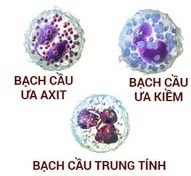 BẠCH CẦU
ƯA AXIT
BẠCH CẦU
ƯA KIỀM
BẠCH CẦU TRUNG TÍNH